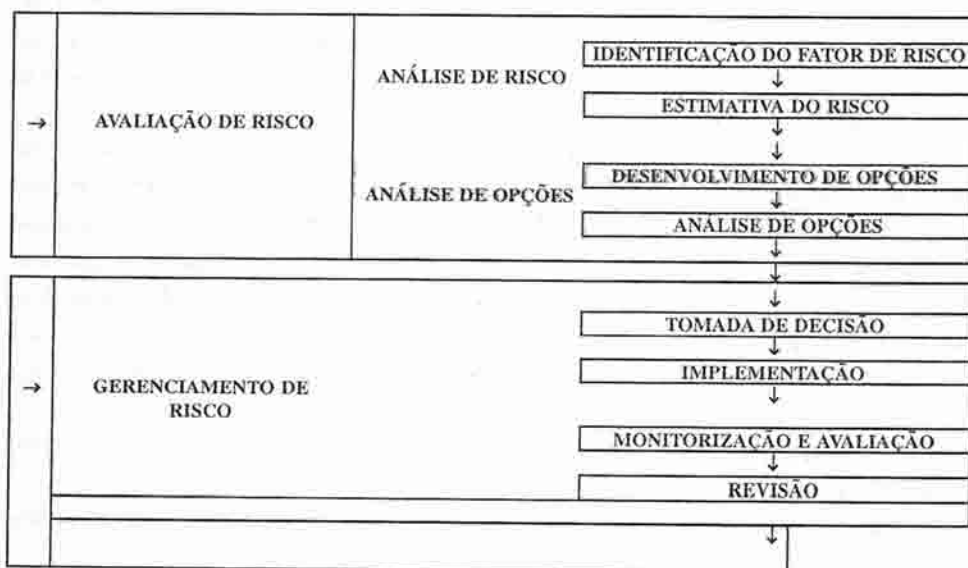 IDENTIFICAÇÃO DO FATOR DE RISCO
ANÁLISE DE RISCO
↓
ESTIMATIVA DO RISCO
→ AVALIAÇÃO DE RISCO
↓
↓
DESENVOLVIMENTO DE OPÇÕES
ANÁLISE DE OPÇÕES
↓
ANÁLISE DE OPÇÕES
↓
↓
↓
TOMADA DE DECISÃO
↓
→ GERENCIAMENTO DE
RISCO
IMPLEMENTAÇÃO
↓
MONITORIZAÇÃO E AVALIAÇÃO
↓
REVISÃO
↓